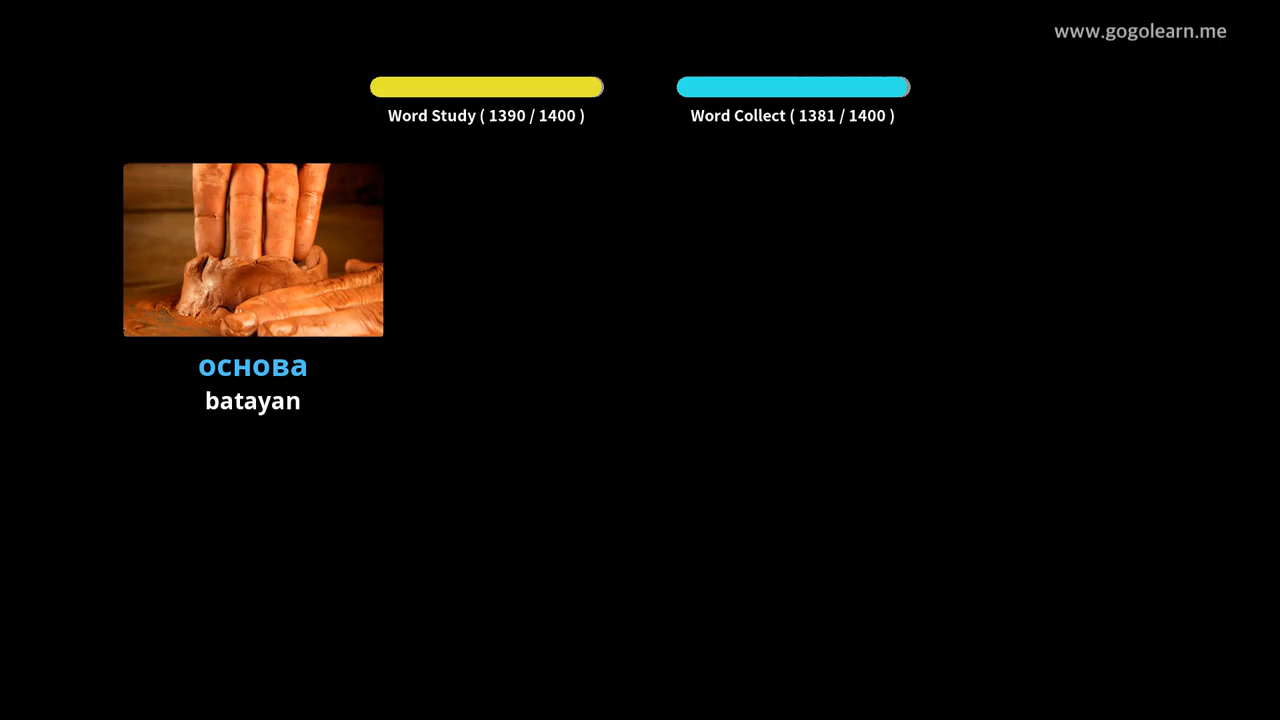 www.gogolearn.me
Word Study ( 1390 / 1400 )
Word Collect ( 1381 / 1400 )
основа
batayan